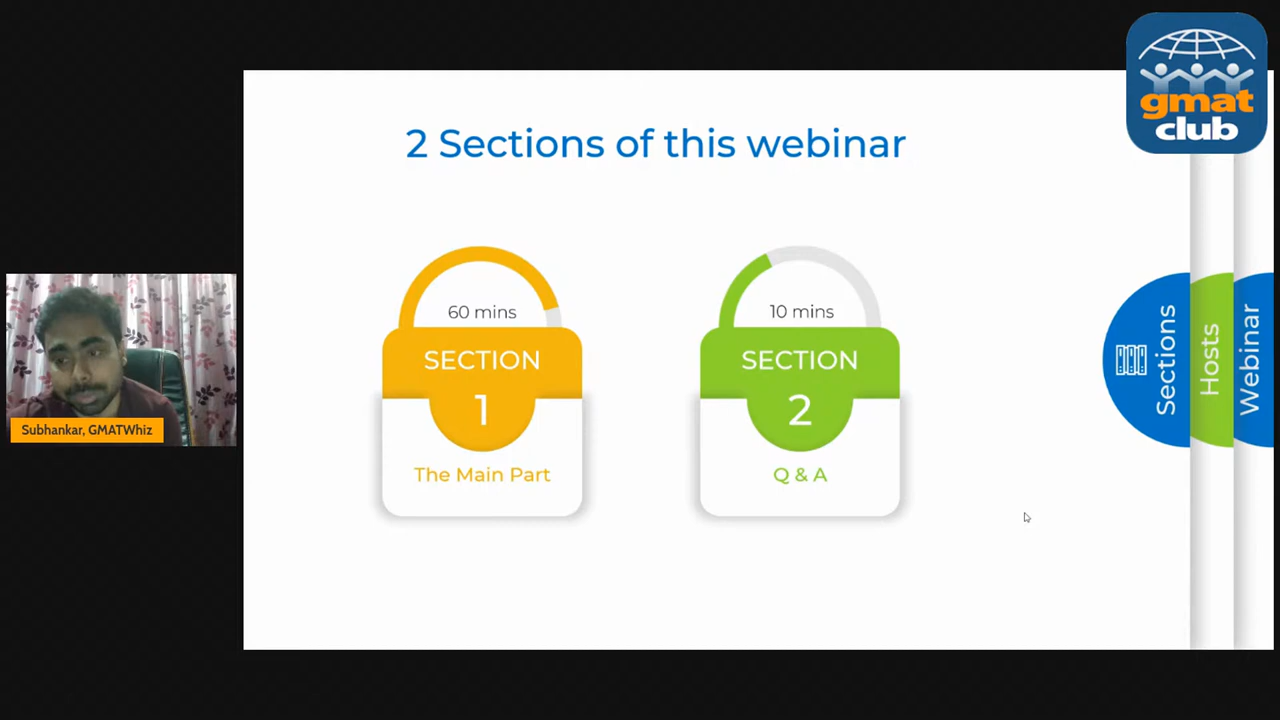 gmat
club
2 Sections of this webinar
60 mins
SECTION
1
The Main Part
10 mins
SECTION
2
Q & A
Sections
Hosts
Webinar
Subhankar, GMATWhiz